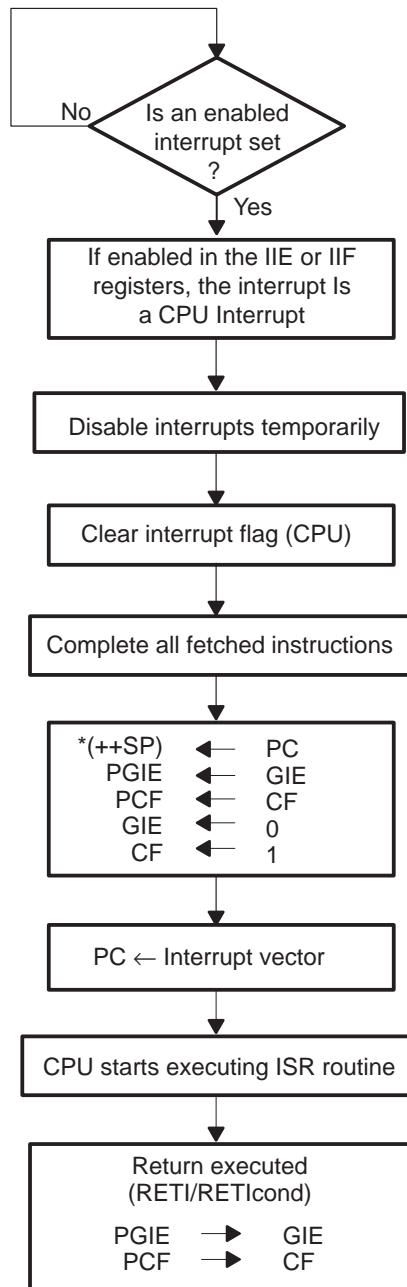 No
Is an enabled
interrupt set
?
Yes
If enabled in the IIE or IIF
registers, the interrupt Is
a CPU Interrupt
Disable interrupts temporarily
Clear interrupt flag (CPU)
Complete all fetched instructions
*(++SP) ← PC
PGIE ← GIE
PCF ← CF
GIE ← 0
CF ← 1
PC ← Interrupt vector
CPU starts executing ISR routine
Return executed
(RETI/RETIcond)
PGIE → GIE
PCF → CF